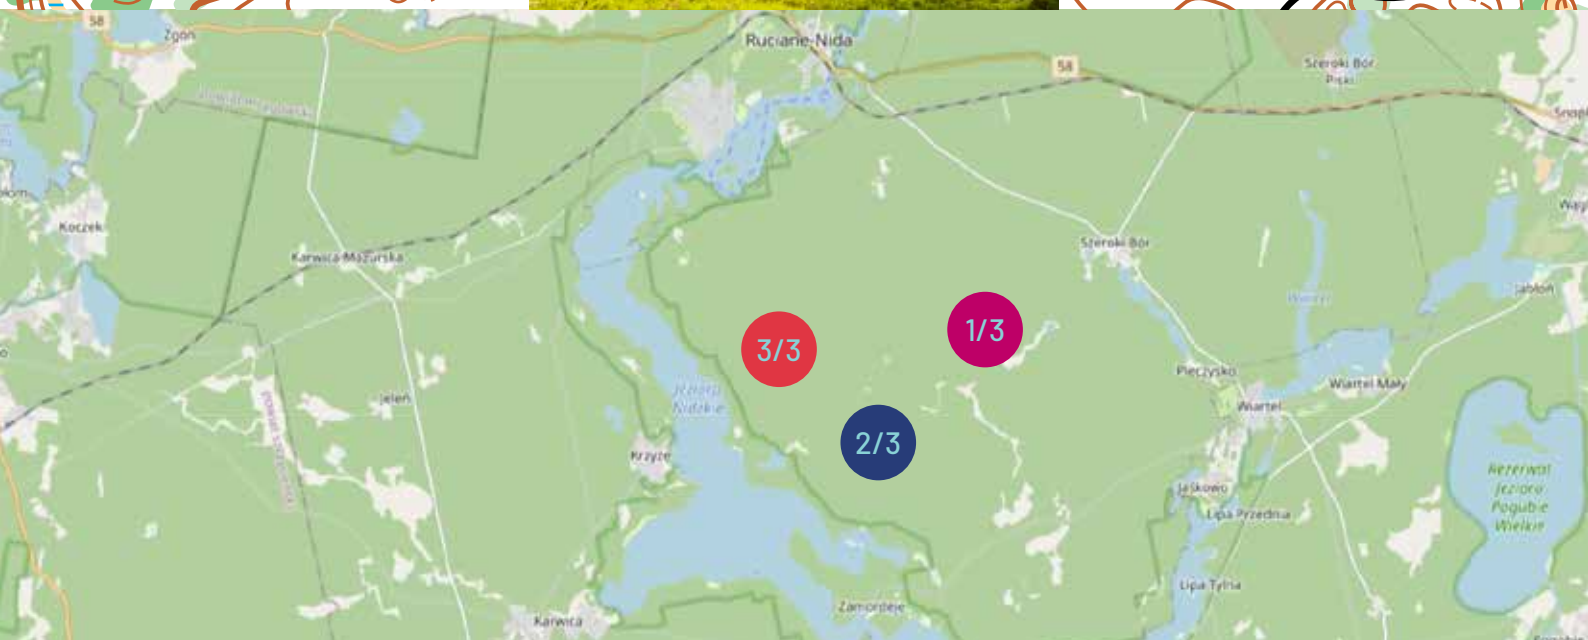 58
Zgon
Ruciane-Nida
58
Szeroki Bór
Piski
Koczek
Karwica Mazurska
Szeroki Bór
Jabłoń
3/3
1/3
Pieczysko
Wiartel Mały
Jeleń
Jezioro
Nidzkie
Wiartel
2/3
Krzyże
Jaśkowo
Lipa Przednia
Rezerwat
Jezioro
Pogubie
Wielkie
Lipa Tylna
Zamordeje
Karwica